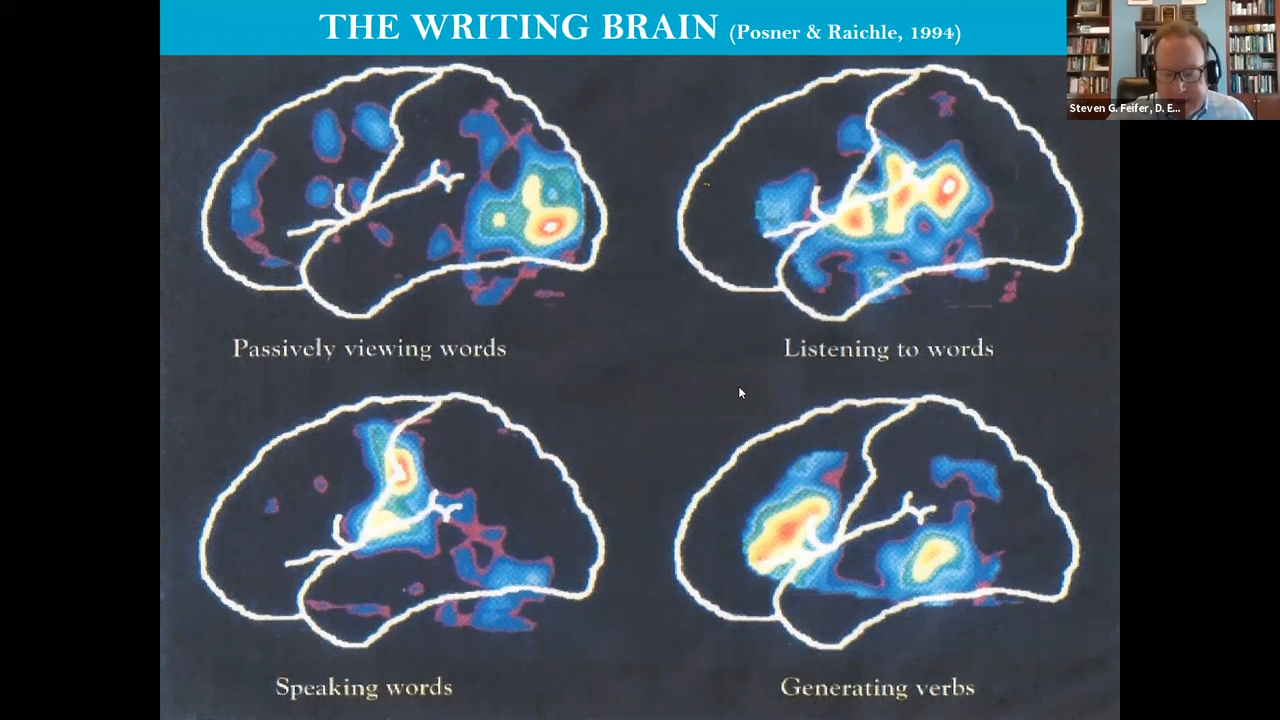 THE WRITING BRAIN (Posner & Raichle, 1994)
Steven G. Feifer, D. E...
Passively viewing words
Listening to words
Speaking words
Generating verbs